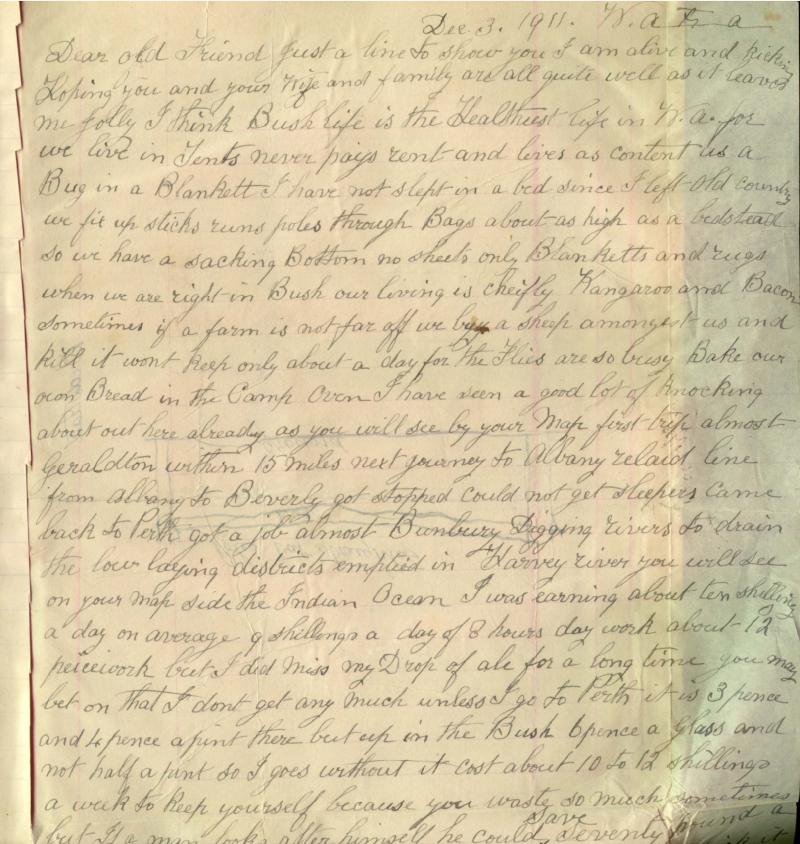 Dec. 3. 1911. W. a
Dear old Friend Just a line to show you I am alive and kicking
Hoping you and your Wife and family are all quite well as it leaves
me Jolly I think Bush life is the Healthiest life in W. A. for
we live in Tents never pays rent and lives as content as a
Bug in a Blankett I have not slept in a bed since I left old country
we fix up sticks runs poles through Bags about as high as a bedstead
so we have a sacking Bottom no sheets only Blanketts and rugs
when we are right in Bush our living is cheifly Kangaroo and Bacon
sometimes if a farm is not far off we buy a sheep amongest us and
kill it wont keep only about a day for the Flies are so busy Bake our
own Bread in the Camp Oven I have seen a good lot of knocking
about out here already as you will see by your Map first trip almost
Geraldton within 15 miles next journey to Albany relaid line
from Albany to Beverly got stopped could not get sleepers came
back to Perth got a job almost Bunbury Digging rivers to drain
the low laying districts emptied in Harvey river you will see
on your map side the Indian Ocean I was earning about ten shillings
a day on average 9 shillings a day of 8 hours day work about 12
peicework but I did miss my Drop of ale for a long time you may
bet on that I dont get any much unless I go to Perth it is 3 pence
and 4 pence a pint there but up in the Bush 6 pence a Glass and
not half a pint so I goes without it cost about 10 to 12 shillings
a week to keep yourself because you waste so much sometimes
but If a man looks after himself he could save Seventy pound a